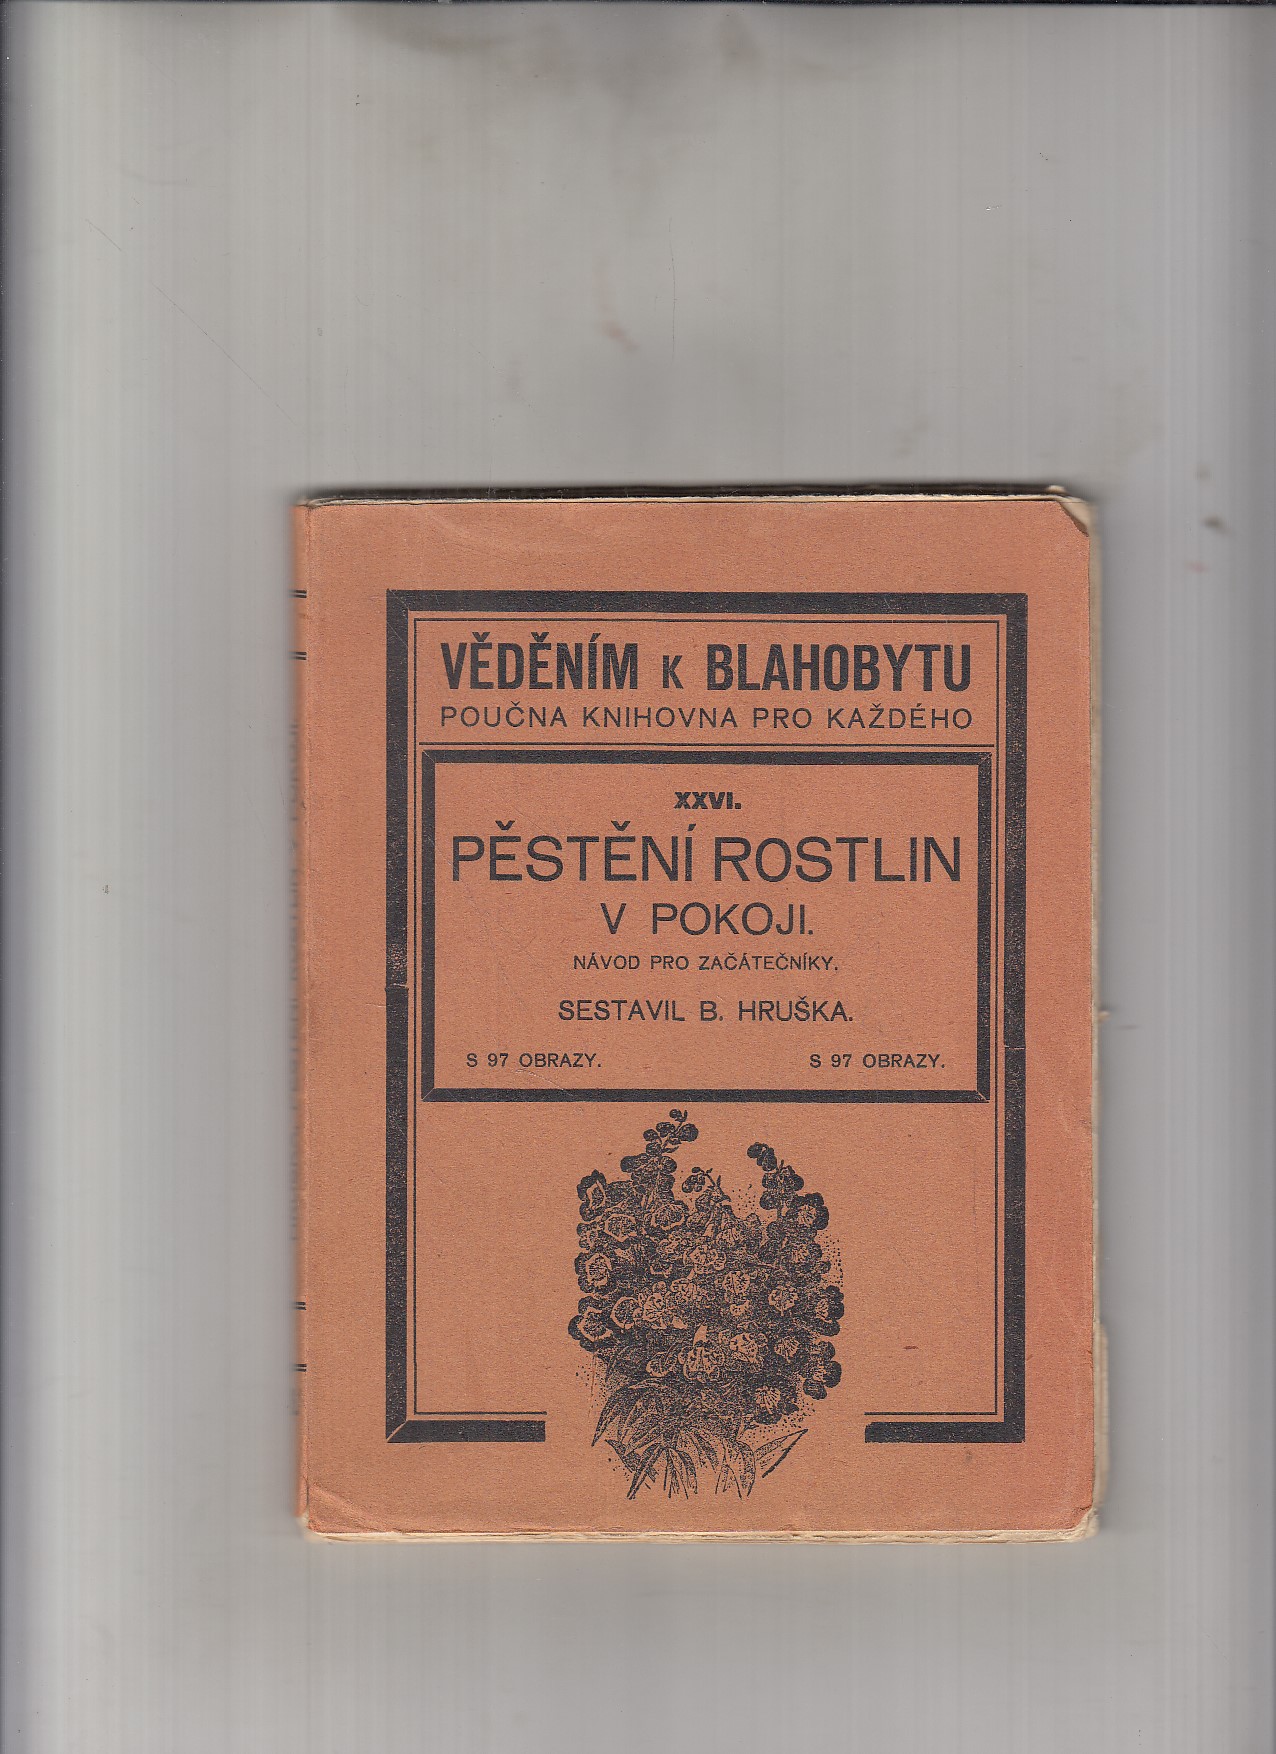 VĚDĚNÍM K BLAHOBYTU
POUČNA KNIHOVNA PRO KAŽDÉHO
XXVI.
PĚSTĚNÍ ROSTLIN
V POKOJI.
NÁVOD PRO ZAČÁTEČNÍKY.
SESTAVIL B. HRUŠKA.
S 97 OBRAZY. S 97 OBRAZY.